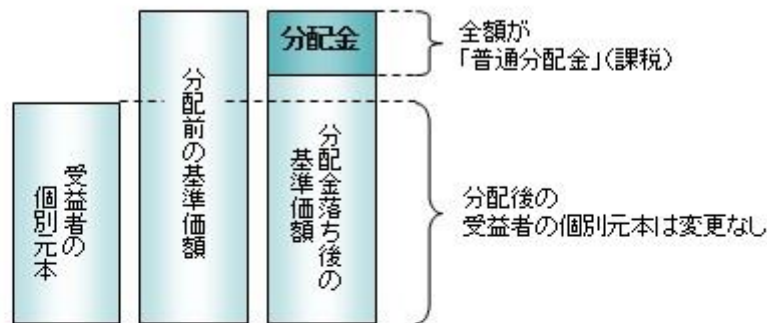 受益者の
個別元本
分配前の基準価額
分配金
分配金落ち後の
基準価額
全額が
「普通分配金」(課税)
分配後の
受益者の個別元本は変更なし